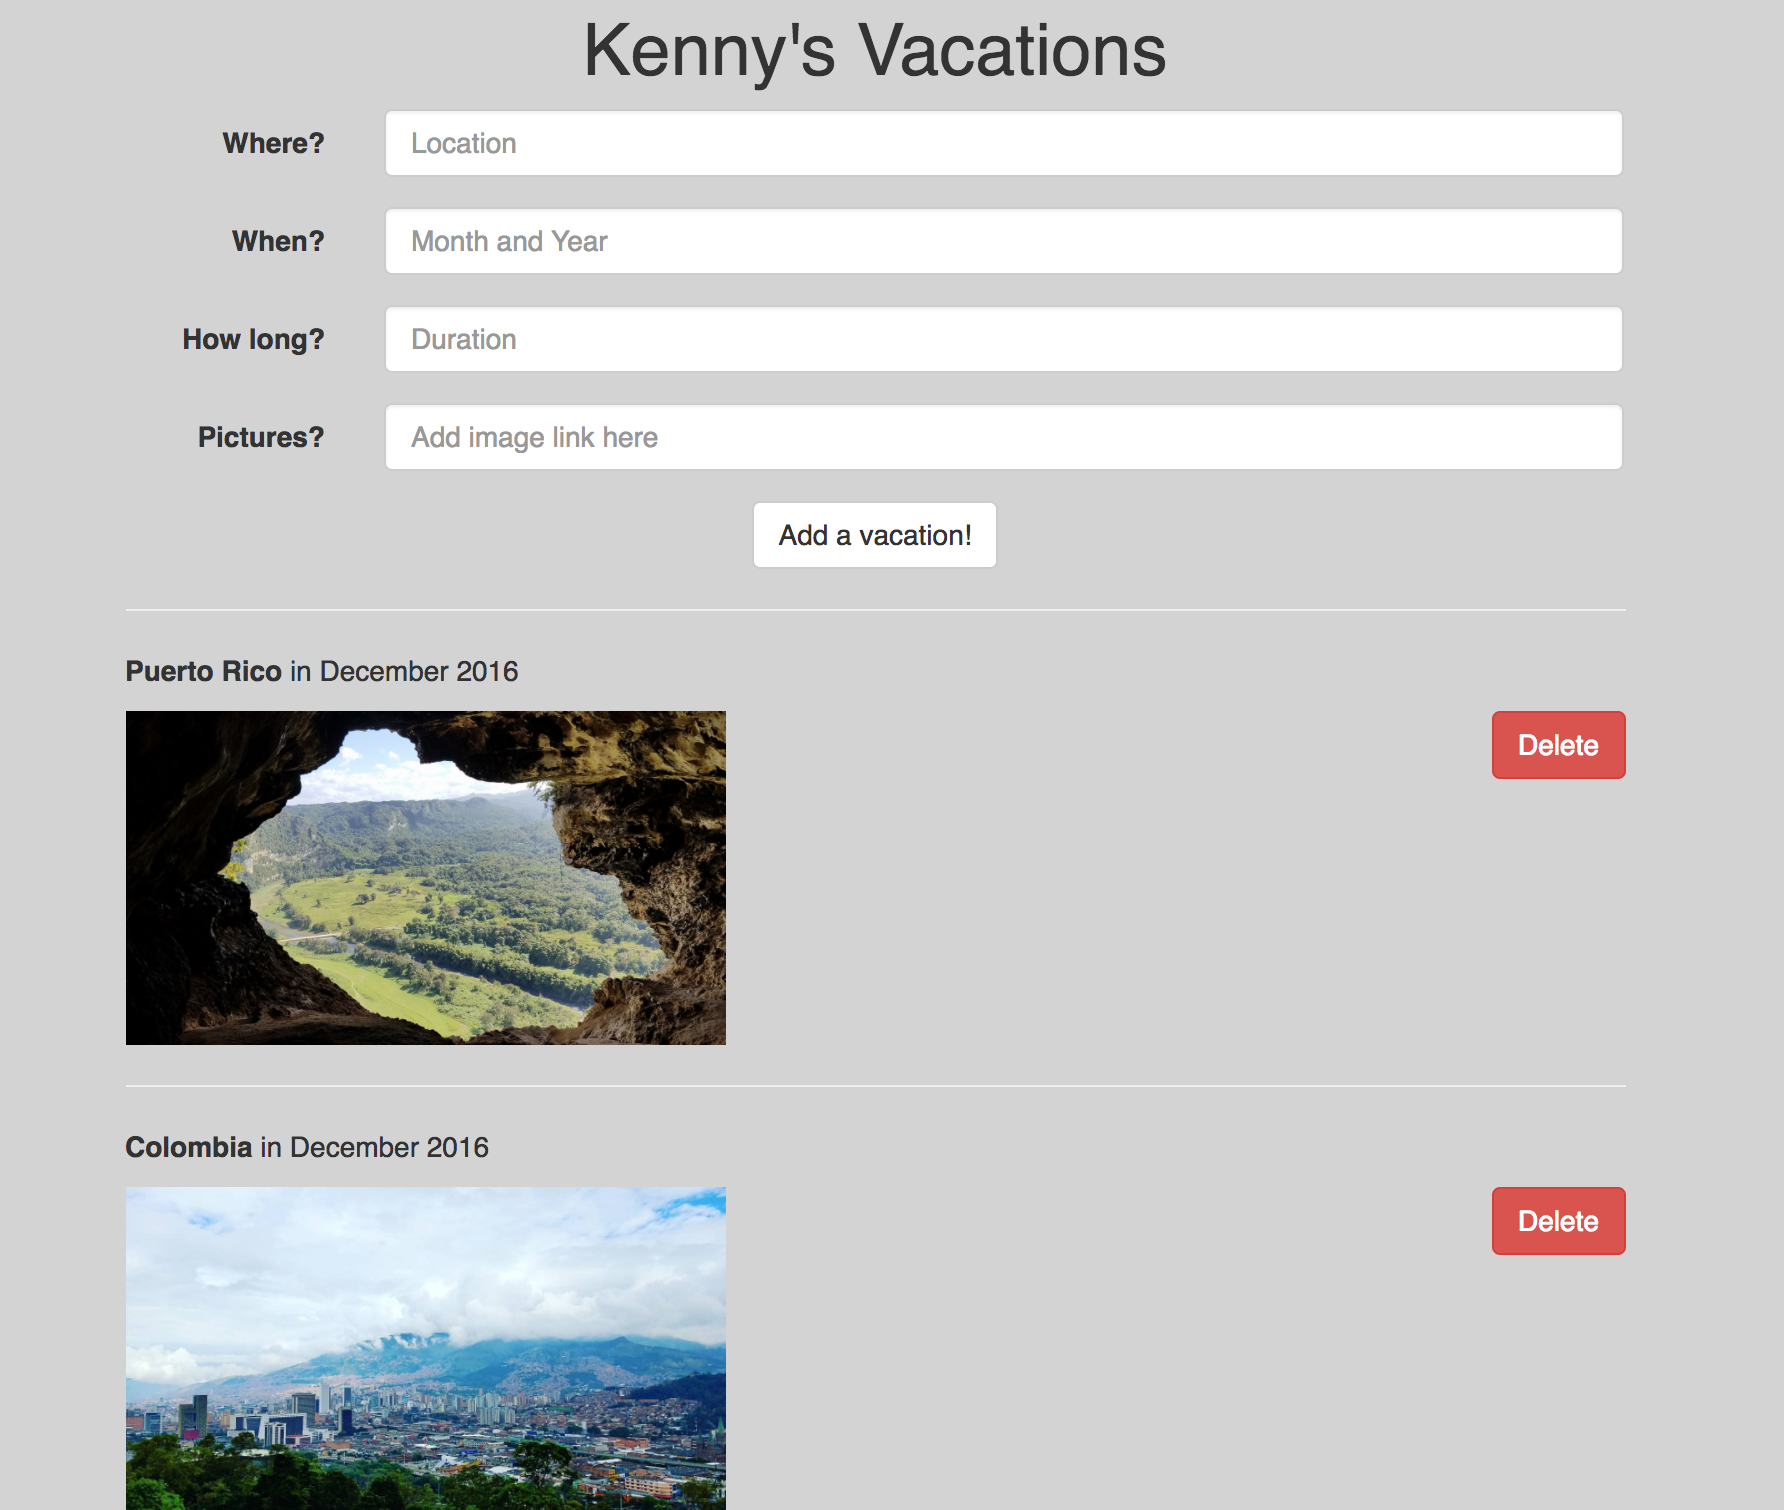 Kenny's Vacations
Where? Location
When? Month and Year
How long? Duration
Pictures? Add image link here
Add a vacation!
Puerto Rico in December 2016
Delete
Colombia in December 2016
Delete